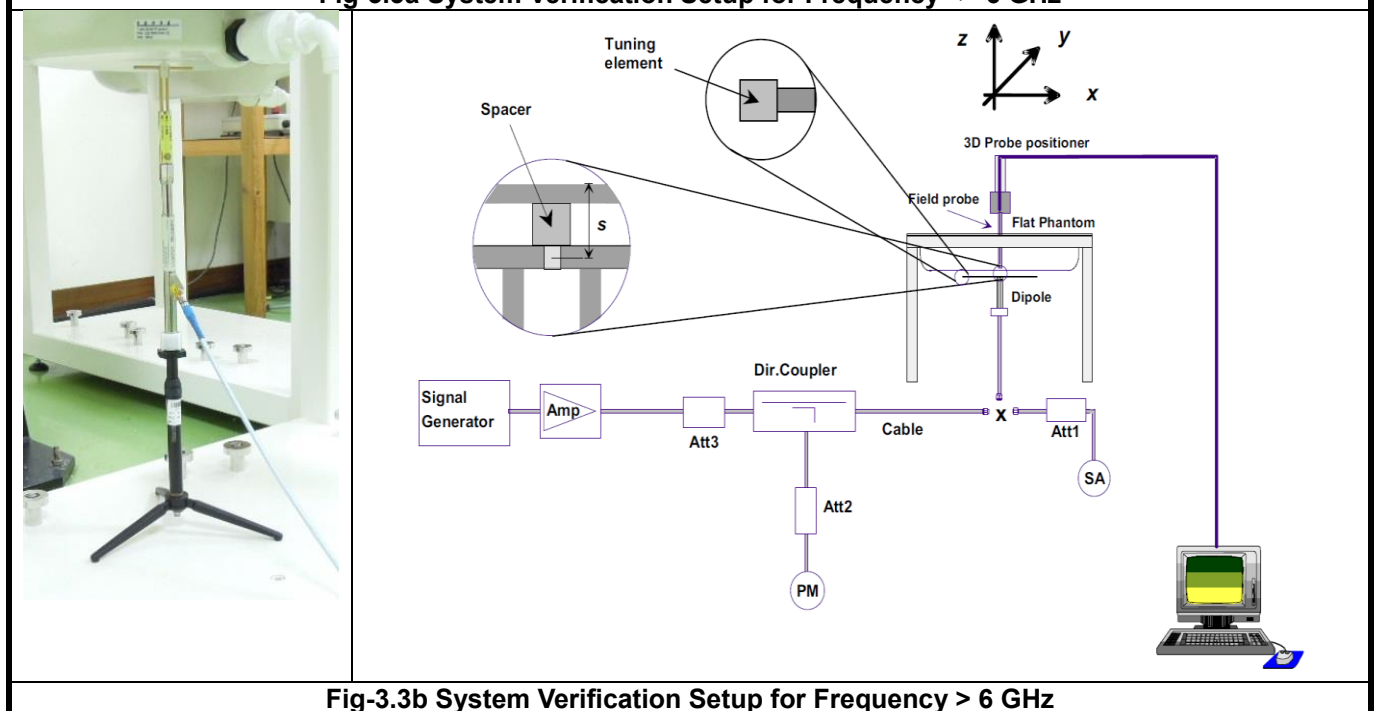 Fig-3.3a System Verification Setup for Frequency > 6 GHz
Tuning
element
z
y
x
Spacer
s
3D Probe positioner
Field probe
Flat Phantom
Dipole
Dir.Coupler
Signal
Generator
Amp
Att3
Cable
x
Att1
SA
Att2
PM
Fig-3.3b System Verification Setup for Frequency > 6 GHz